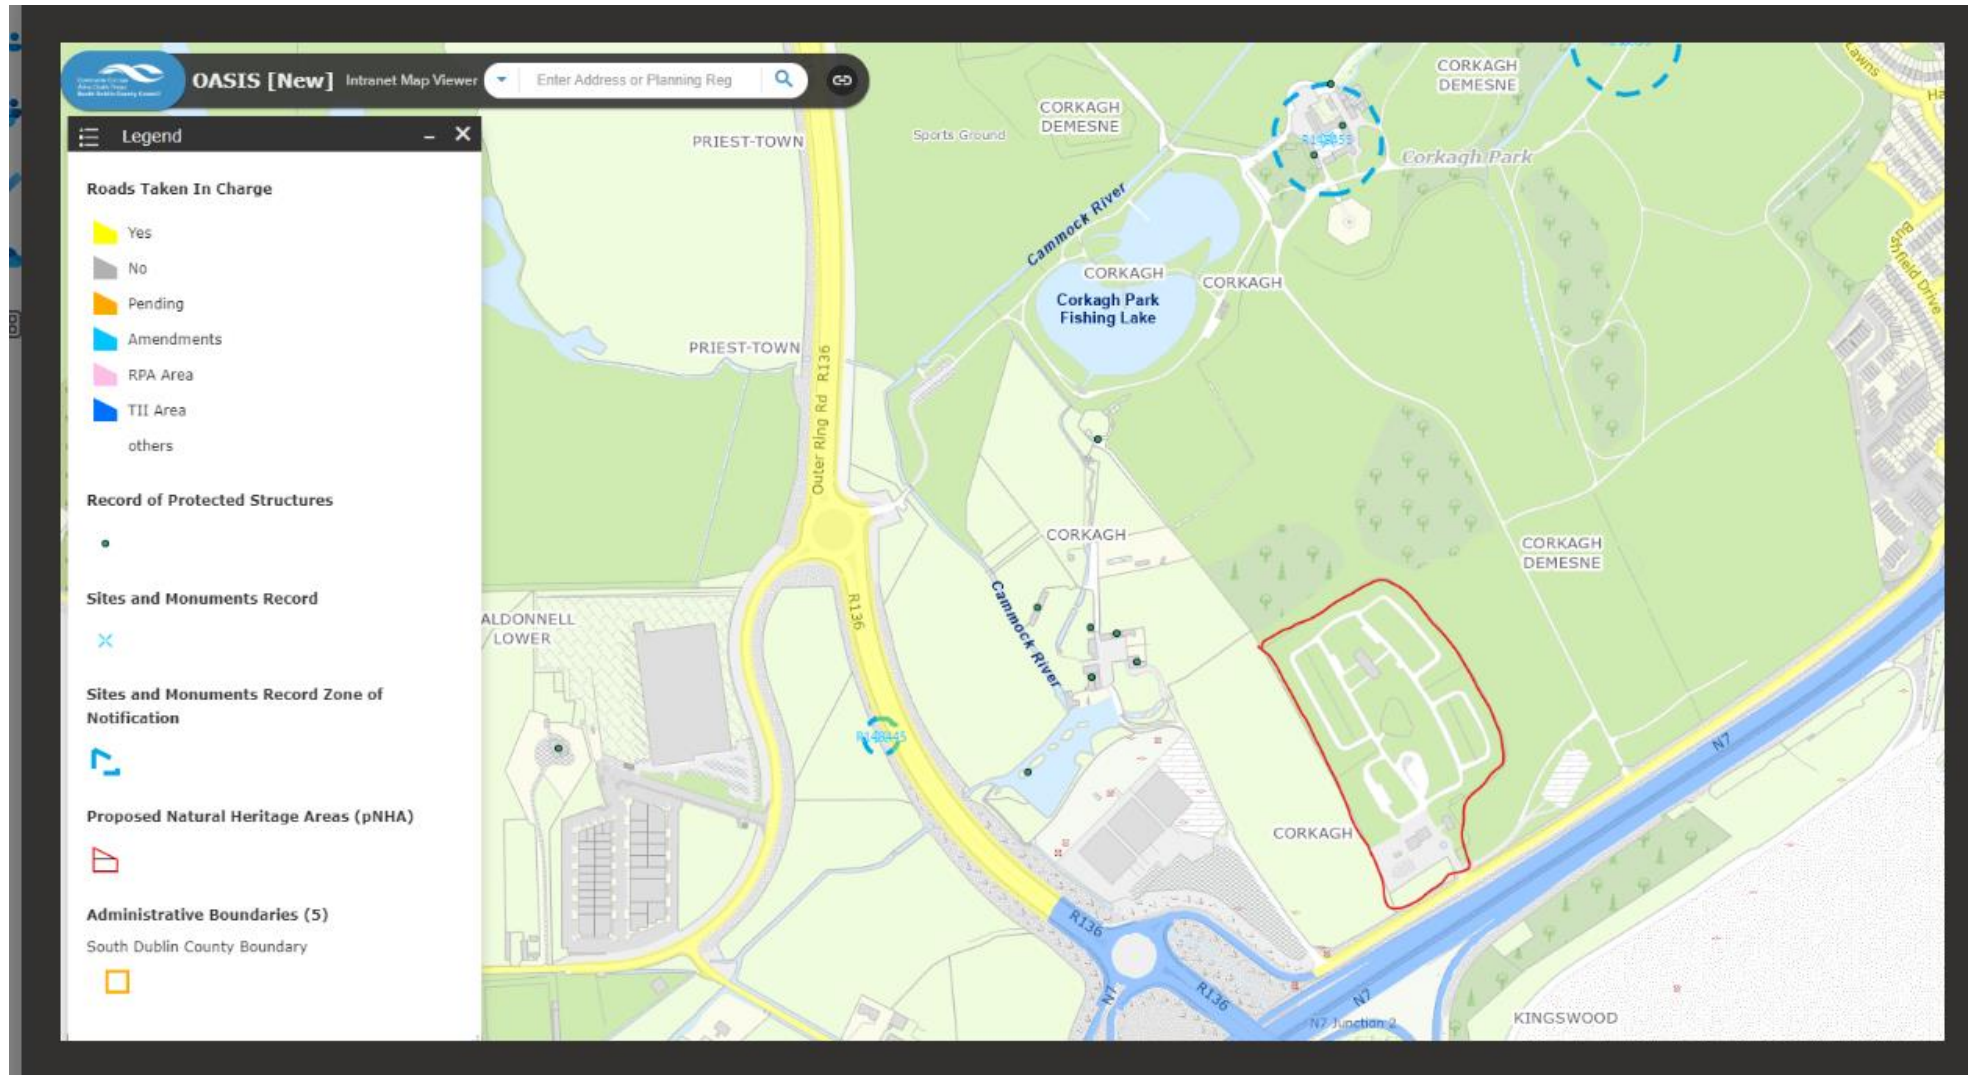 OASIS [New] Intranet Map Viewer
Enter Address or Planning Reg
Legend
Roads Taken In Charge
Yes
No
Pending
Amendments
RPA Area
TII Area
others
Record of Protected Structures
Sites and Monuments Record
Sites and Monuments Record Zone of
Notification
Proposed Natural Heritage Areas (pNHA)
Administrative Boundaries (5)
South Dublin County Boundary
PRIEST-TOWN
Sports Ground
CORKAGH
DEMESNE
CORKAGH
DEMESNE
Lawns
Corkagh Park
Cammock River
CORKAGH
CORKAGH
Corkagh Park
Fishing Lake
PRIEST-TOWN
Outer Ring Rd R136
CORKAGH
CORKAGH
DEMESNE
R136
Cammock River
ALDONNELL
LOWER
CORKAGH
N7
R136
R136
N7
N7
N7 Junction 2
KINGSWOOD